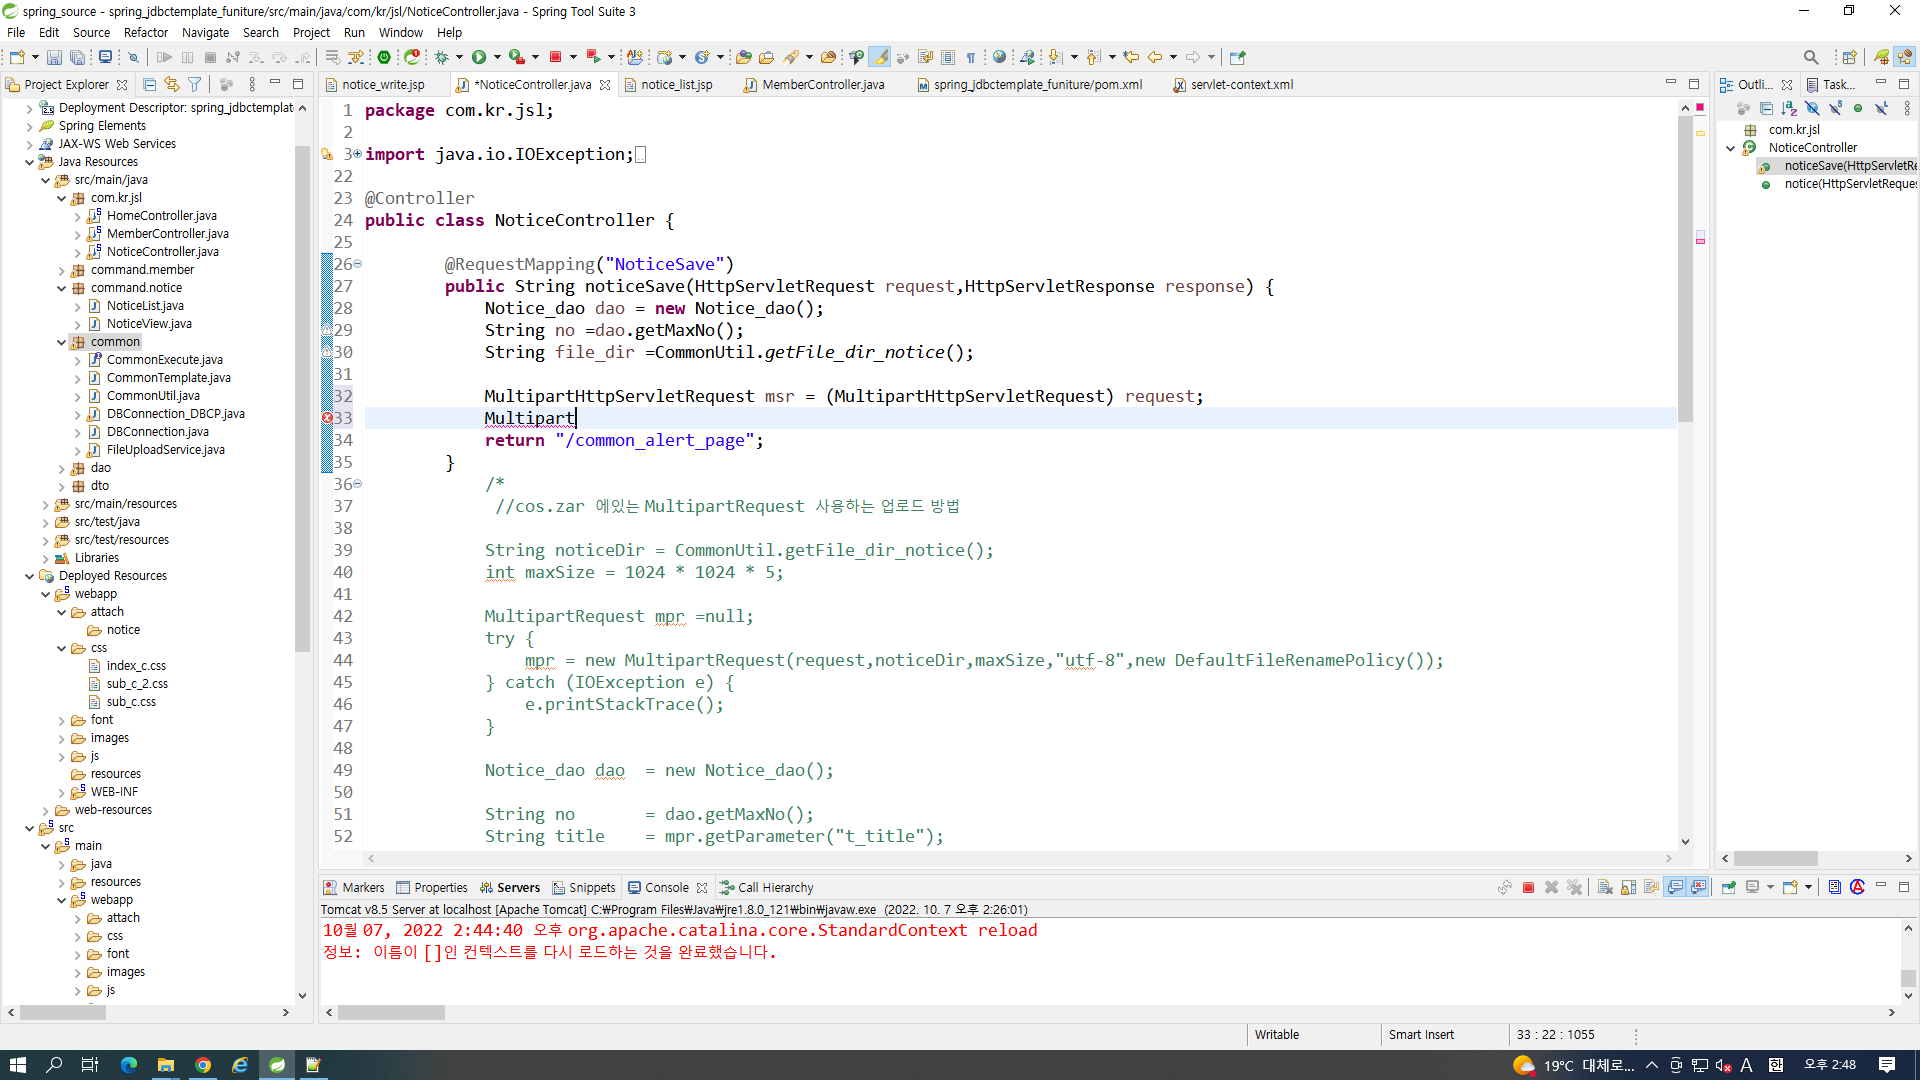 spring_source - spring_jdbctemplate_funiture/src/main/java/com/kr/jsl/NoticeController.java - Spring Tool Suite 3
File Edit Source Refactor Navigate Search Project Run Window Help
Project Explorer
Deployment Descriptor: spring_jdbctemplat
Spring Elements
JAX-WS Web Services
Java Resources
src/main/java
com.kr.jsl
HomeController.java
MemberController.java
NoticeController.java
command.member
command.notice
NoticeList.java
NoticeView.java
common
CommonExecute.java
CommonTemplate.java
CommonUtil.java
DBConnection_DBCP.java
DBConnection.java
FileUploadService.java
dao
dto
src/main/resources
src/test/java
src/test/resources
Libraries
Deployed Resources
webapp
attach
notice
css
index_c.css
sub_c_2.css
sub_c.css
font
images
js
resources
WEB-INF
web-resources
src
main
java
resources
webapp
attach
css
font
images
js
notice_write.jsp *NoticeController.java notice_list.jsp MemberController.java spring_jdbctemplate_funiture/pom.xml servlet-context.xml
1 package com.kr.jsl;
2
3 import java.io.IOException;
22
23 @Controller
24 public class NoticeController {
25
26 @RequestMapping("NoticeSave")
27 public String noticeSave(HttpServletRequest request,HttpServletResponse response) {
28 Notice_dao dao = new Notice_dao();
29 String no =dao.getMaxNo();
30 String file_dir =CommonUtil.getFile_dir_notice();
31
32 MultipartHttpServletRequest msr = (MultipartHttpServletRequest) request;
33 Multipart
34 return "/common_alert_page";
35 }
36 /*
37 //cos.zar 에있는 MultipartRequest 사용하는 업로드 방법
38
39 String noticeDir = CommonUtil.getFile_dir_notice();
40 int maxSize = 1024 * 1024 * 5;
41
42 MultipartRequest mpr =null;
43 try {
44 mpr = new MultipartRequest(request,noticeDir,maxSize,"utf-8",new DefaultFileRenamePolicy());
45 } catch (IOException e) {
46 e.printStackTrace();
47 }
48
49 Notice_dao dao = new Notice_dao();
50
51 String no = dao.getMaxNo();
52 String title = mpr.getParameter("t_title");
Outli... Task...
com.kr.jsl
NoticeController
noticeSave(HttpServletRe
notice(HttpServletReques
Markers Properties Servers Snippets Console Call Hierarchy
Tomcat v8.5 Server at localhost [Apache Tomcat] C:₩Program Files₩Java₩jre1.8.0_121₩bin₩javaw.exe (2022. 10. 7 오후 2:26:01)
10월 07, 2022 2:44:40 오후 org.apache.catalina.core.StandardContext reload
정보: 이름이 []인 컨텍스트를 다시 로드하는 것을 완료했습니다.
Writable Smart Insert 33 : 22 : 1055
19°C 대체로... A 한 오후 2:48